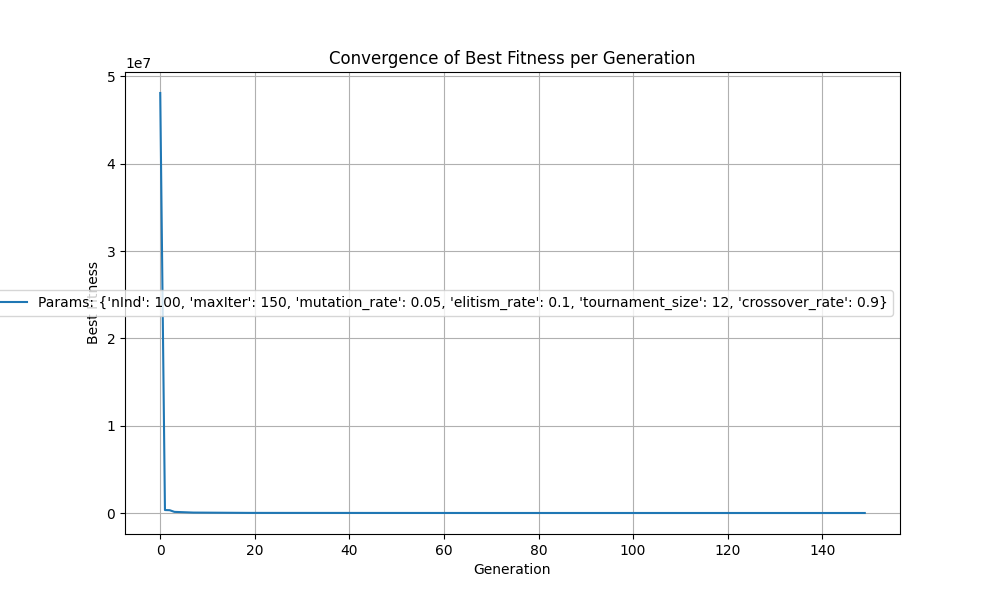 Convergence of Best Fitness per Generation
1e7
5
4
3
2
1
0
Best
ness
Params: {'nInd': 100, 'maxIter': 150, 'mutation_rate': 0.05, 'elitism_rate': 0.1, 'tournament_size': 12, 'crossover_rate': 0.9}
0 20 40 60 80 100 120 140
Generation